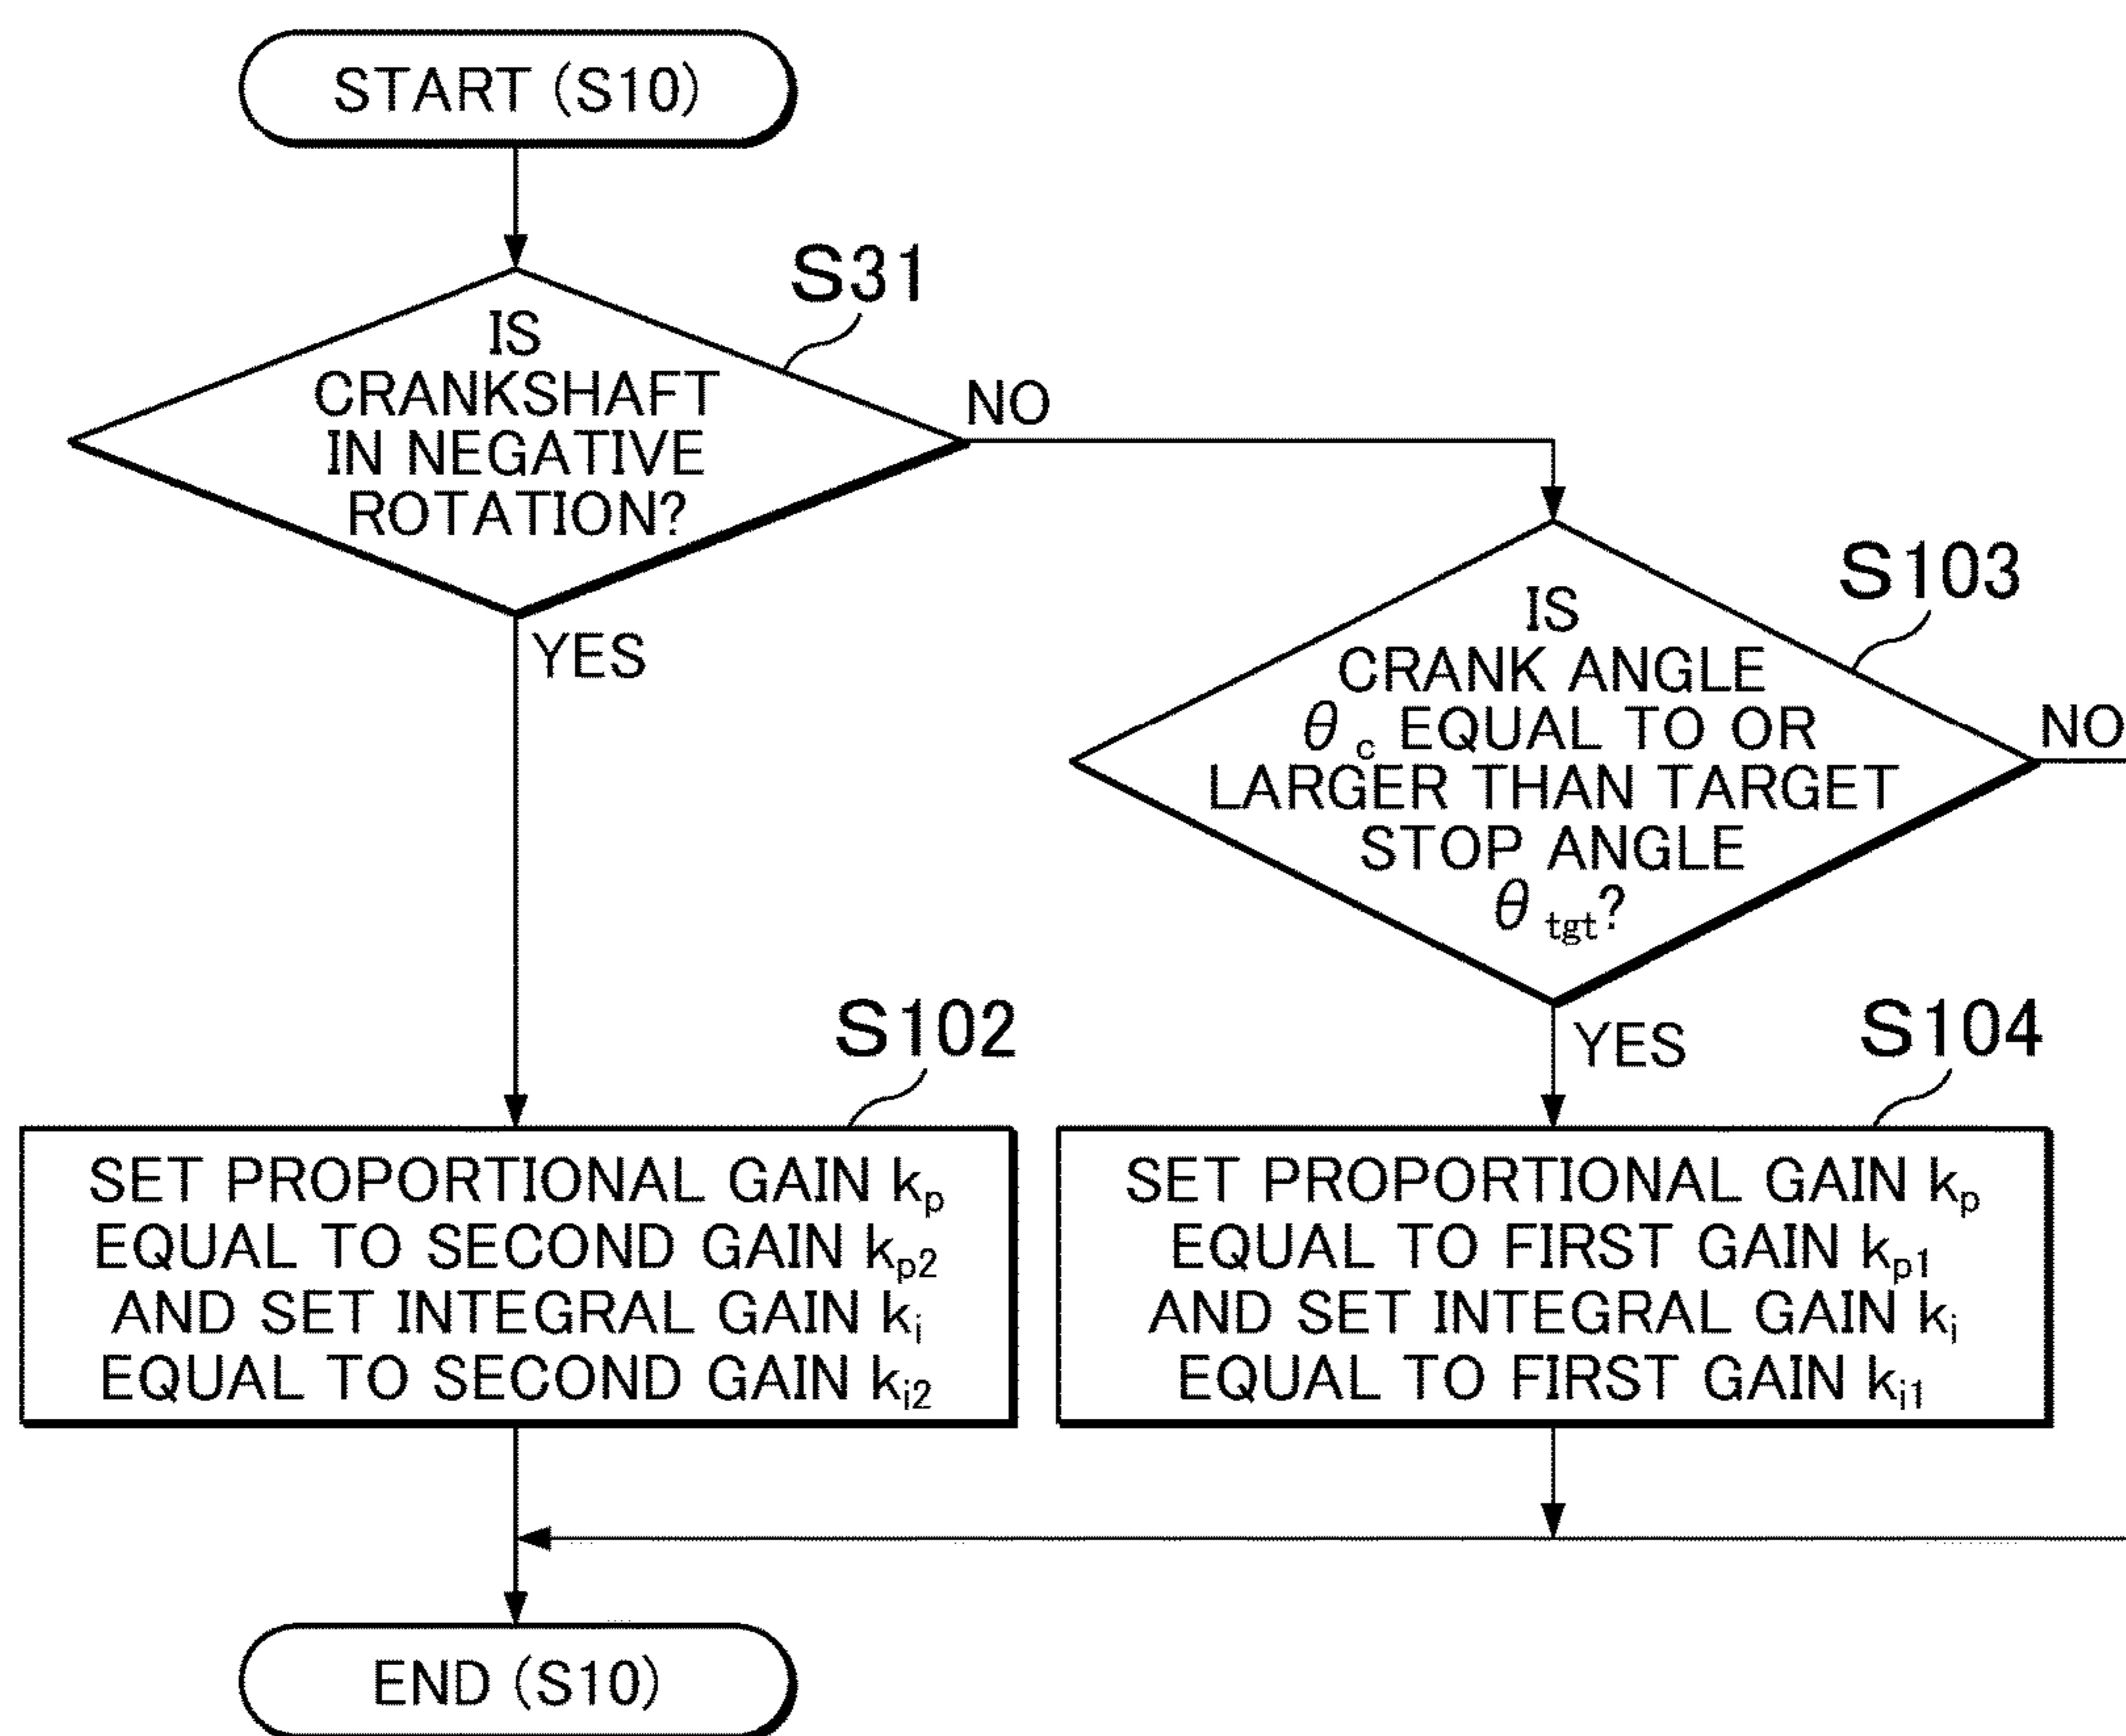 START (S10)
S31
IS
CRANKSHAFT
IN NEGATIVE
ROTATION?
NO
YES
S103
IS
CRANK ANGLE
θc EQUAL TO OR
LARGER THAN TARGET
STOP ANGLE
θtgt?
NO
YES
S102
SET PROPORTIONAL GAIN kp
EQUAL TO SECOND GAIN kp2
AND SET INTEGRAL GAIN ki
EQUAL TO SECOND GAIN ki2
S104
SET PROPORTIONAL GAIN kp
EQUAL TO FIRST GAIN kp1
AND SET INTEGRAL GAIN ki
EQUAL TO FIRST GAIN ki1
END (S10)